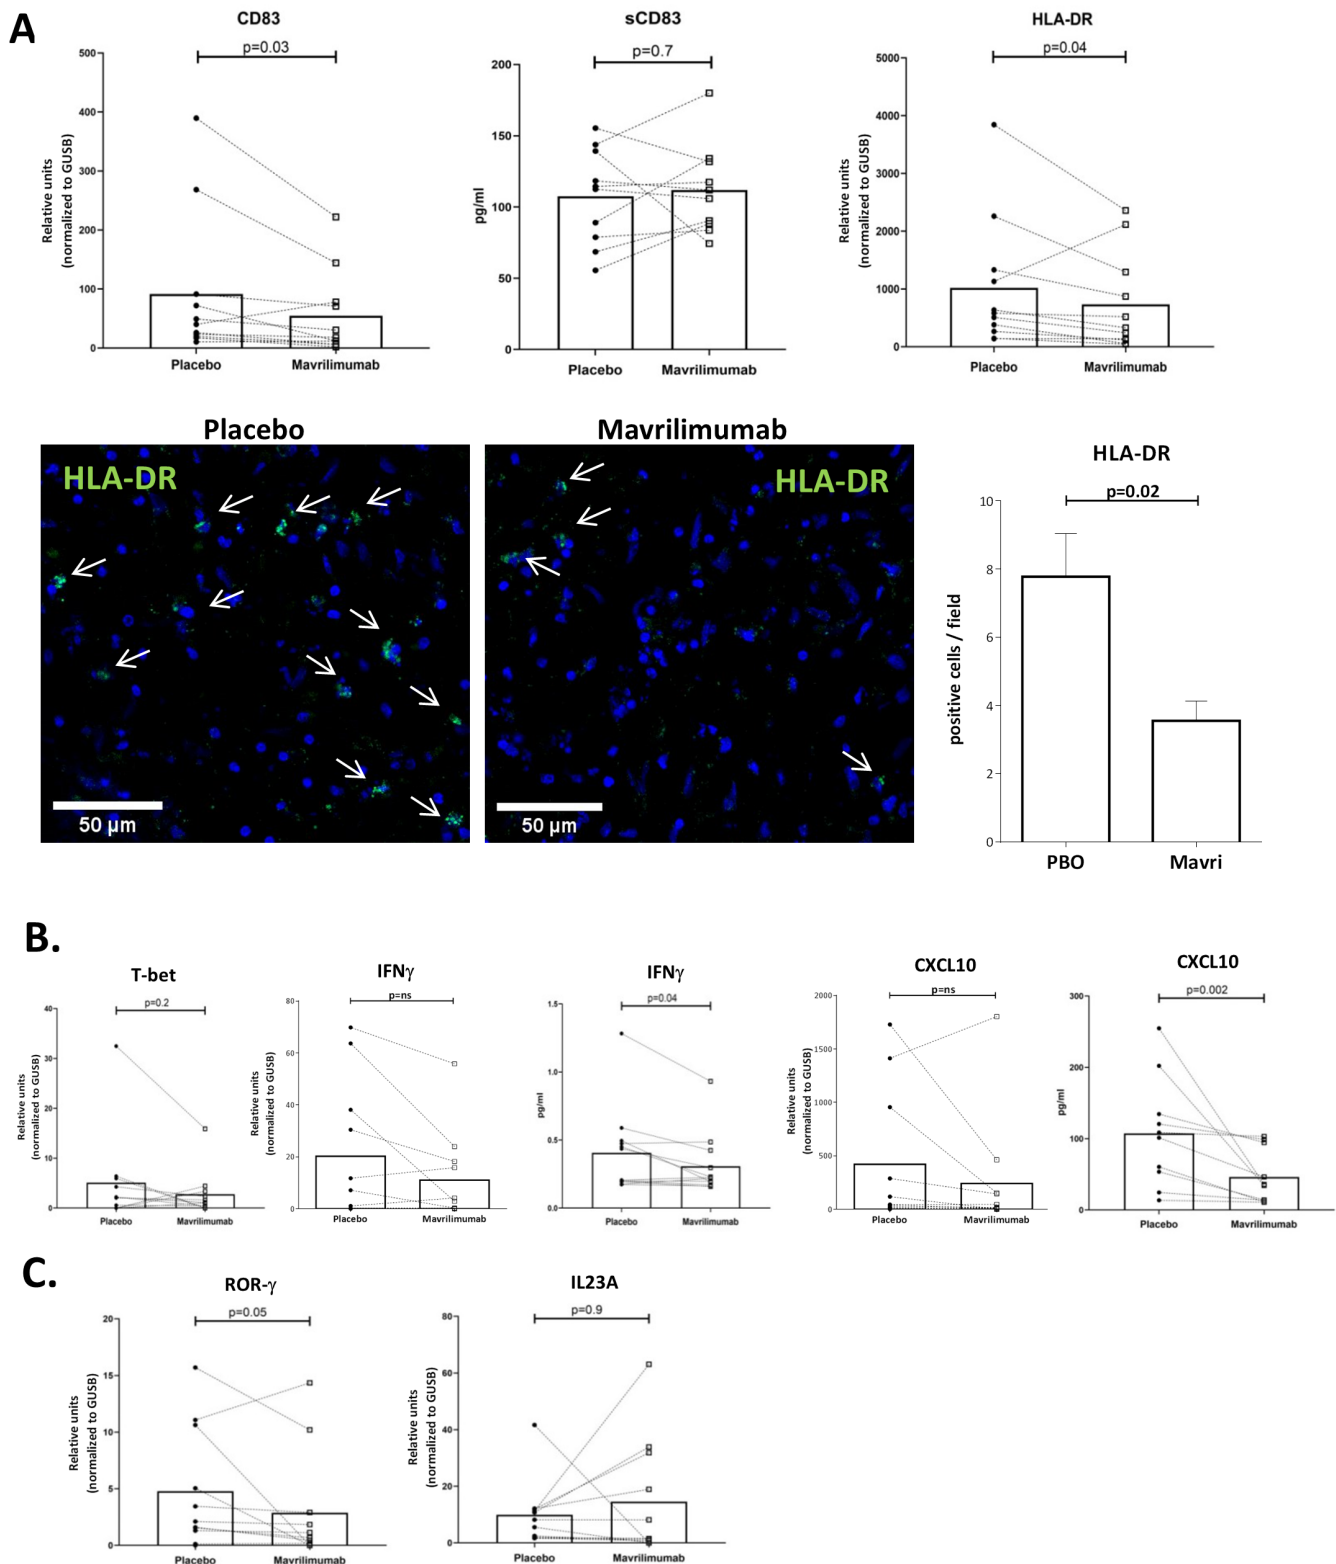 A
CD83
p=0.03
500
400
300
200
100
0
Relative units
(normalized to GUSB)
Placebo
Mavrilimumab
sCD83
p=0.7
200
150
100
50
0
pg/ml
Placebo
Mavrilimumab
HLA-DR
p=0.04
5000
4000
3000
2000
1000
0
Relative units
(normalized to GUSB)
Placebo
Mavrilimumab
Placebo
HLA-DR
50 µm
Mavrilimumab
HLA-DR
50 µm
HLA-DR
p=0.02
10
8
6
4
2
0
positive cells / field
PBO
Mavri
B.
T-bet
p=0.2
40
30
20
10
0
Relative units
(normalized to GUSB)
Placebo
Mavrilimumab
IFNγ
p=ns
80
60
40
20
0
Relative units
(normalized to GUSB)
Placebo
Mavrilimumab
IFNγ
p=0.04
1.5
1.0
0.5
0.0
pg/ml
Placebo
Mavrilimumab
CXCL10
p=ns
2000
1500
1000
500
0
Relative units
(normalized to GUSB)
Placebo
Mavrilimumab
CXCL10
p=0.002
300
200
100
0
pg/ml
Placebo
Mavrilimumab
C.
ROR-γ
p=0.05
20
15
10
5
0
Relative units
(normalized to GUSB)
Placebo
Mavrilimumab
IL23A
p=0.9
80
60
40
20
0
Relative units
(normalized to GUSB)
Placebo
Mavrilimumab